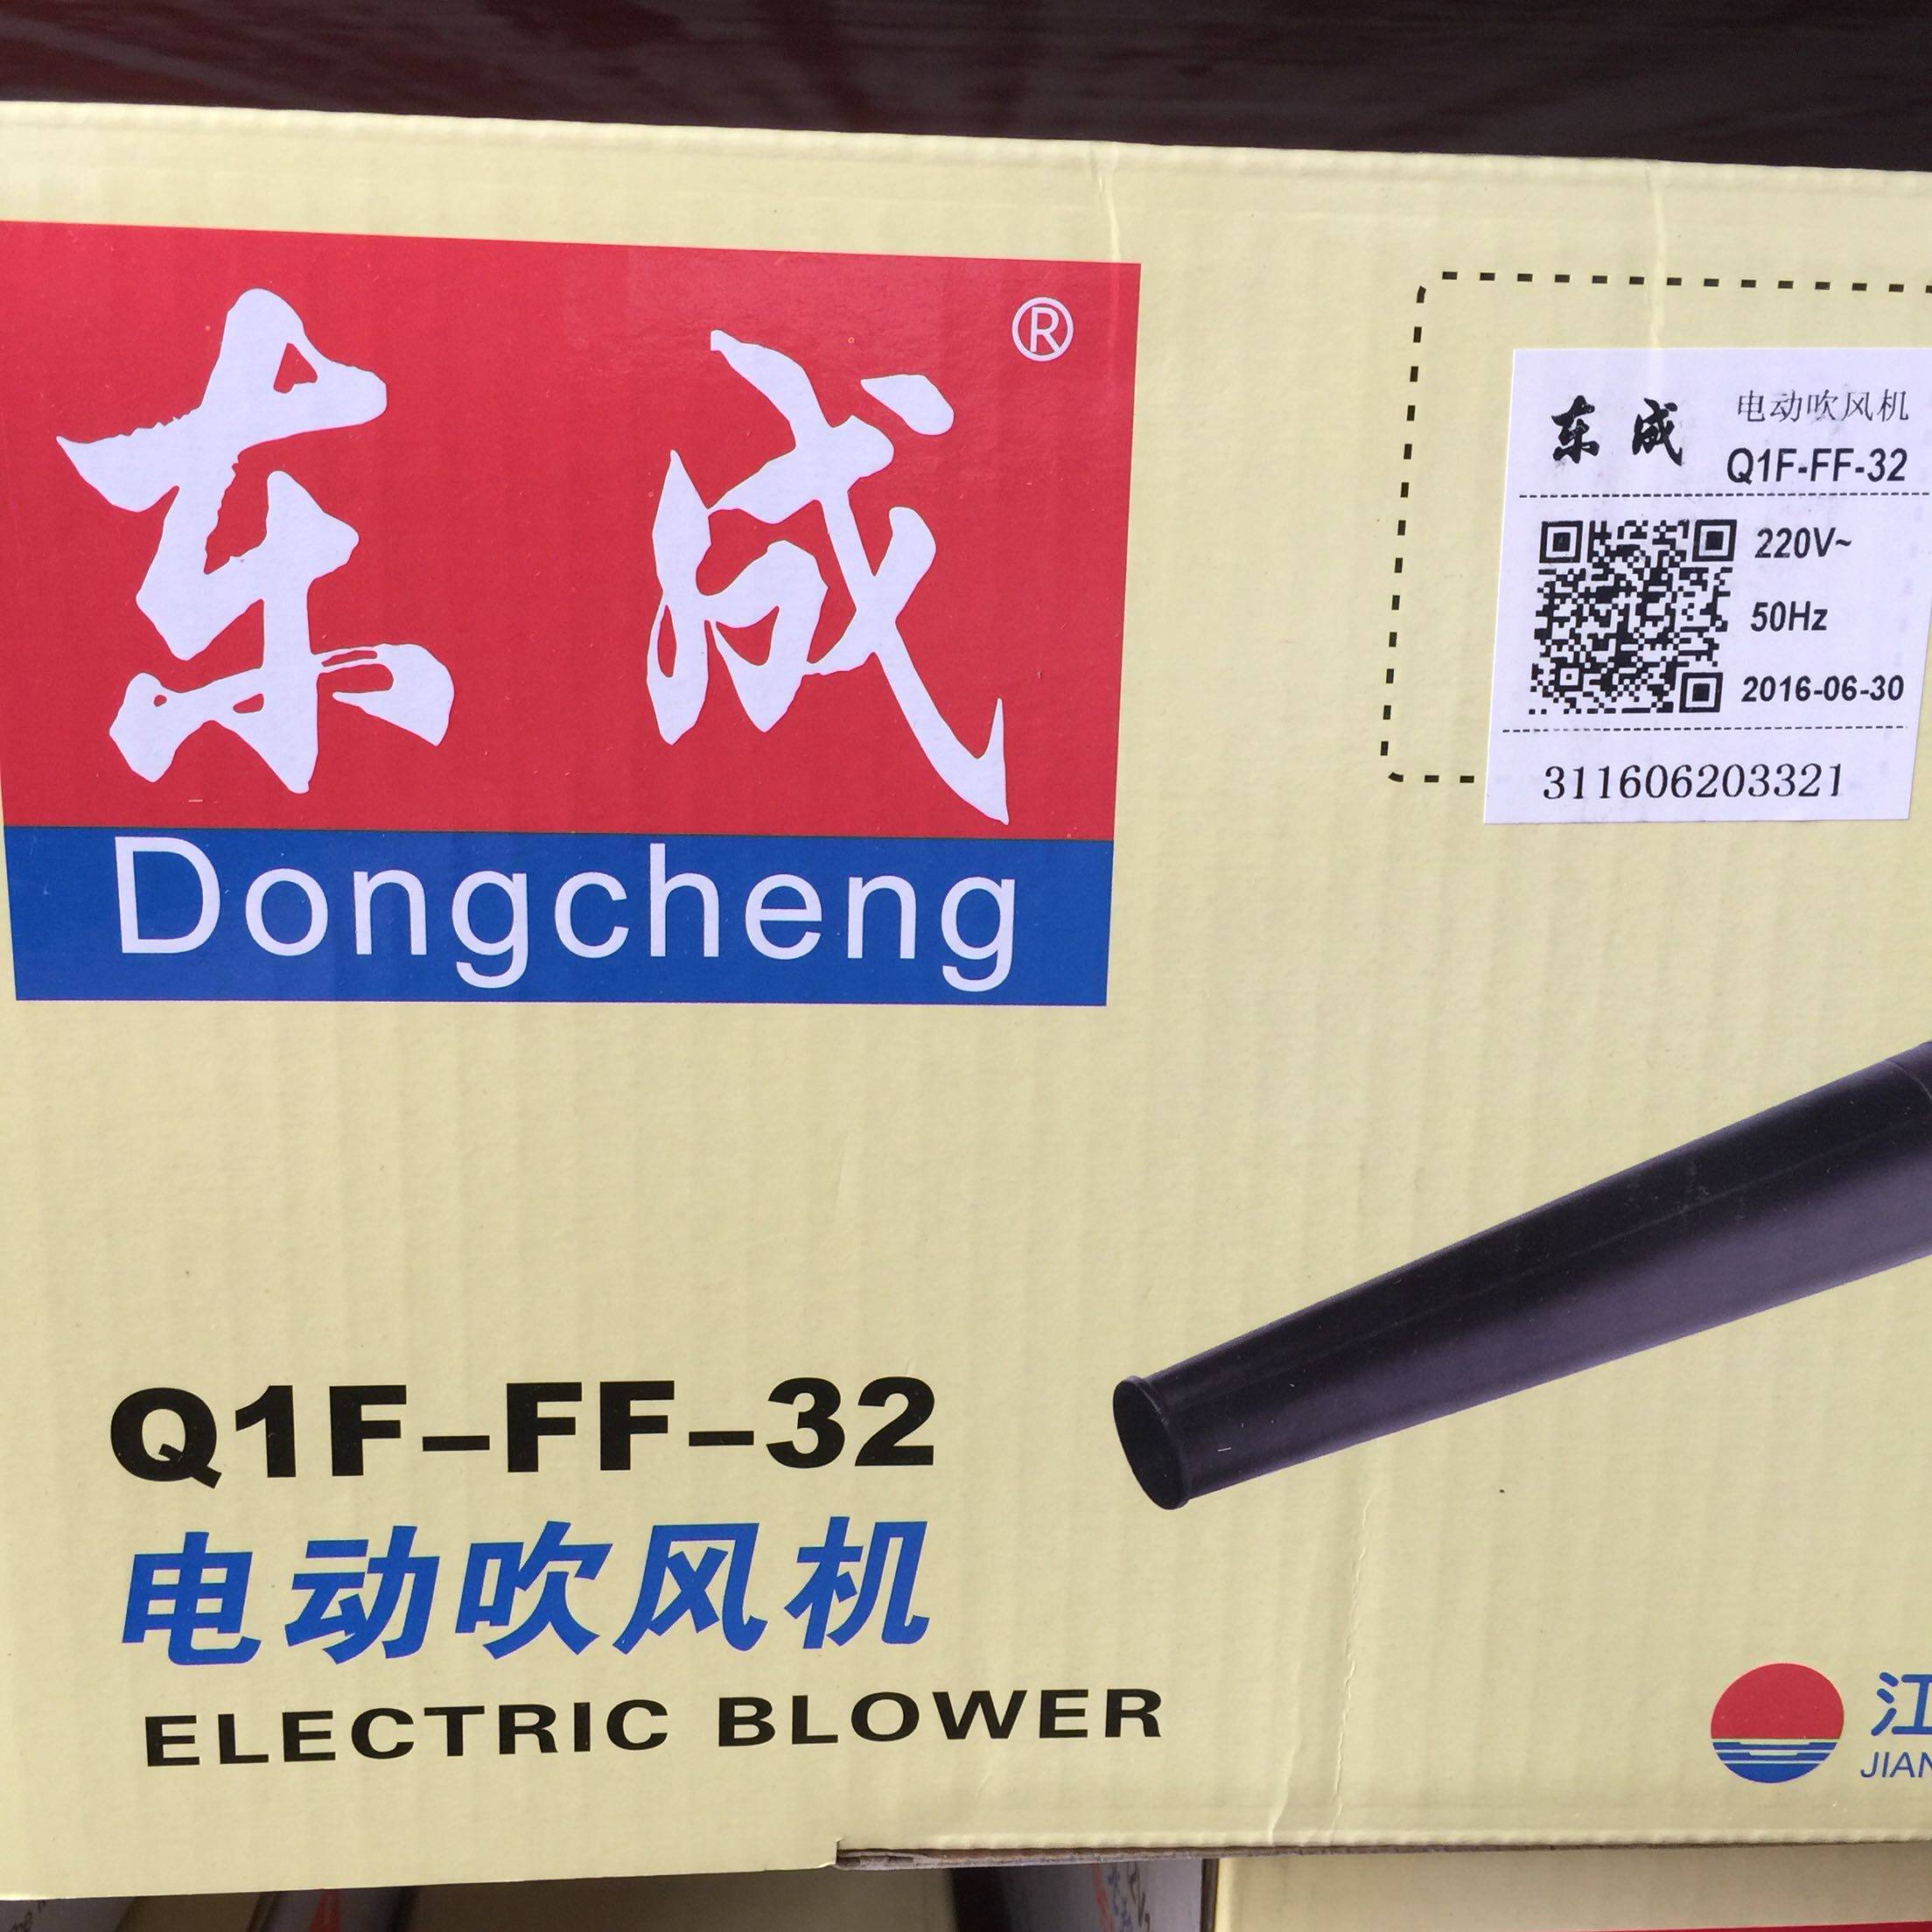 东成®
Dongcheng
东成 电动吹风机
Q1F-FF-32
220V~
50Hz
2016-06-30
311606203321
Q1F-FF-32
电动吹风机
ELECTRIC BLOWER
江
JIAN